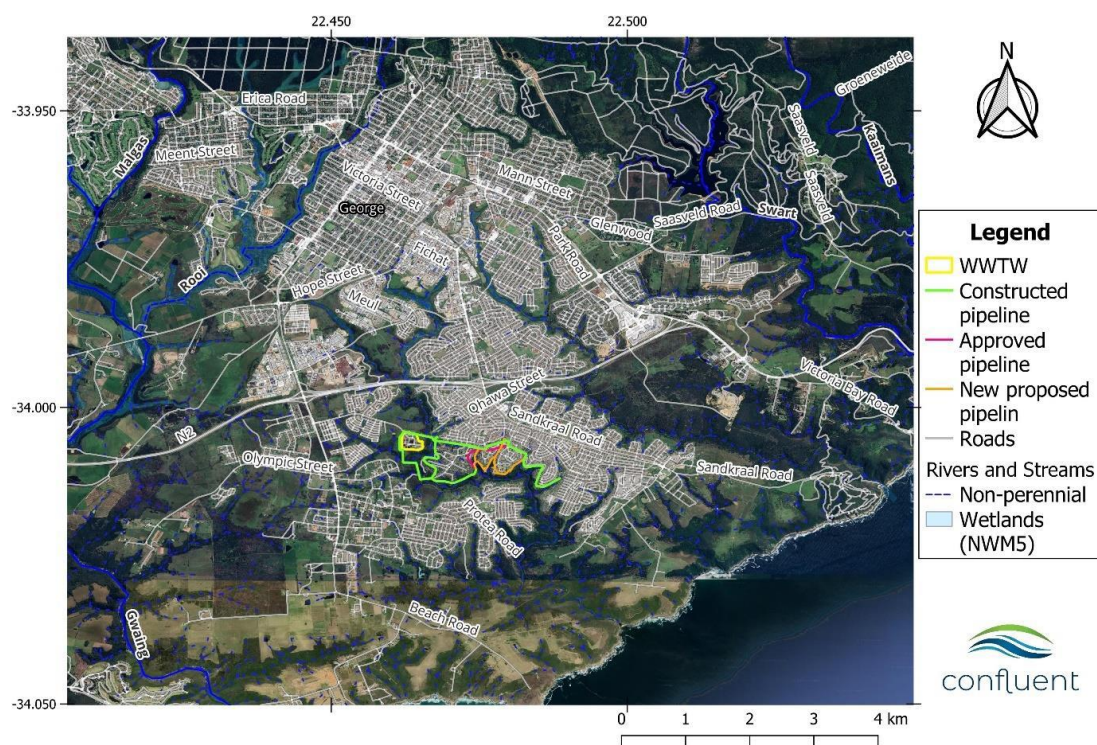 22.450
22.500
N
-33.950
-34.000
-34.050
Erica Road
Groeneweide
Malgas
Meent Street
Saasveld
Saasveld
Kaaimans
Victoria Street
Mann Street
George
Glenwood
Saasveld Road
Swart
Park Road
Rooi
Fichat
Hope Street
Meul
Victoria Bay Road
N2
Qhawa Street
Sandkraal Road
Olympic Street
Sandkraal Road
Protea Road
Beach Road
Gwaing
Legend
WWTW
Constructed
pipeline
Approved
pipeline
New proposed
pipelin
Roads
Rivers and Streams
Non-perennial
Wetlands
(NWM5)
confluent
0 1 2 3 4 km